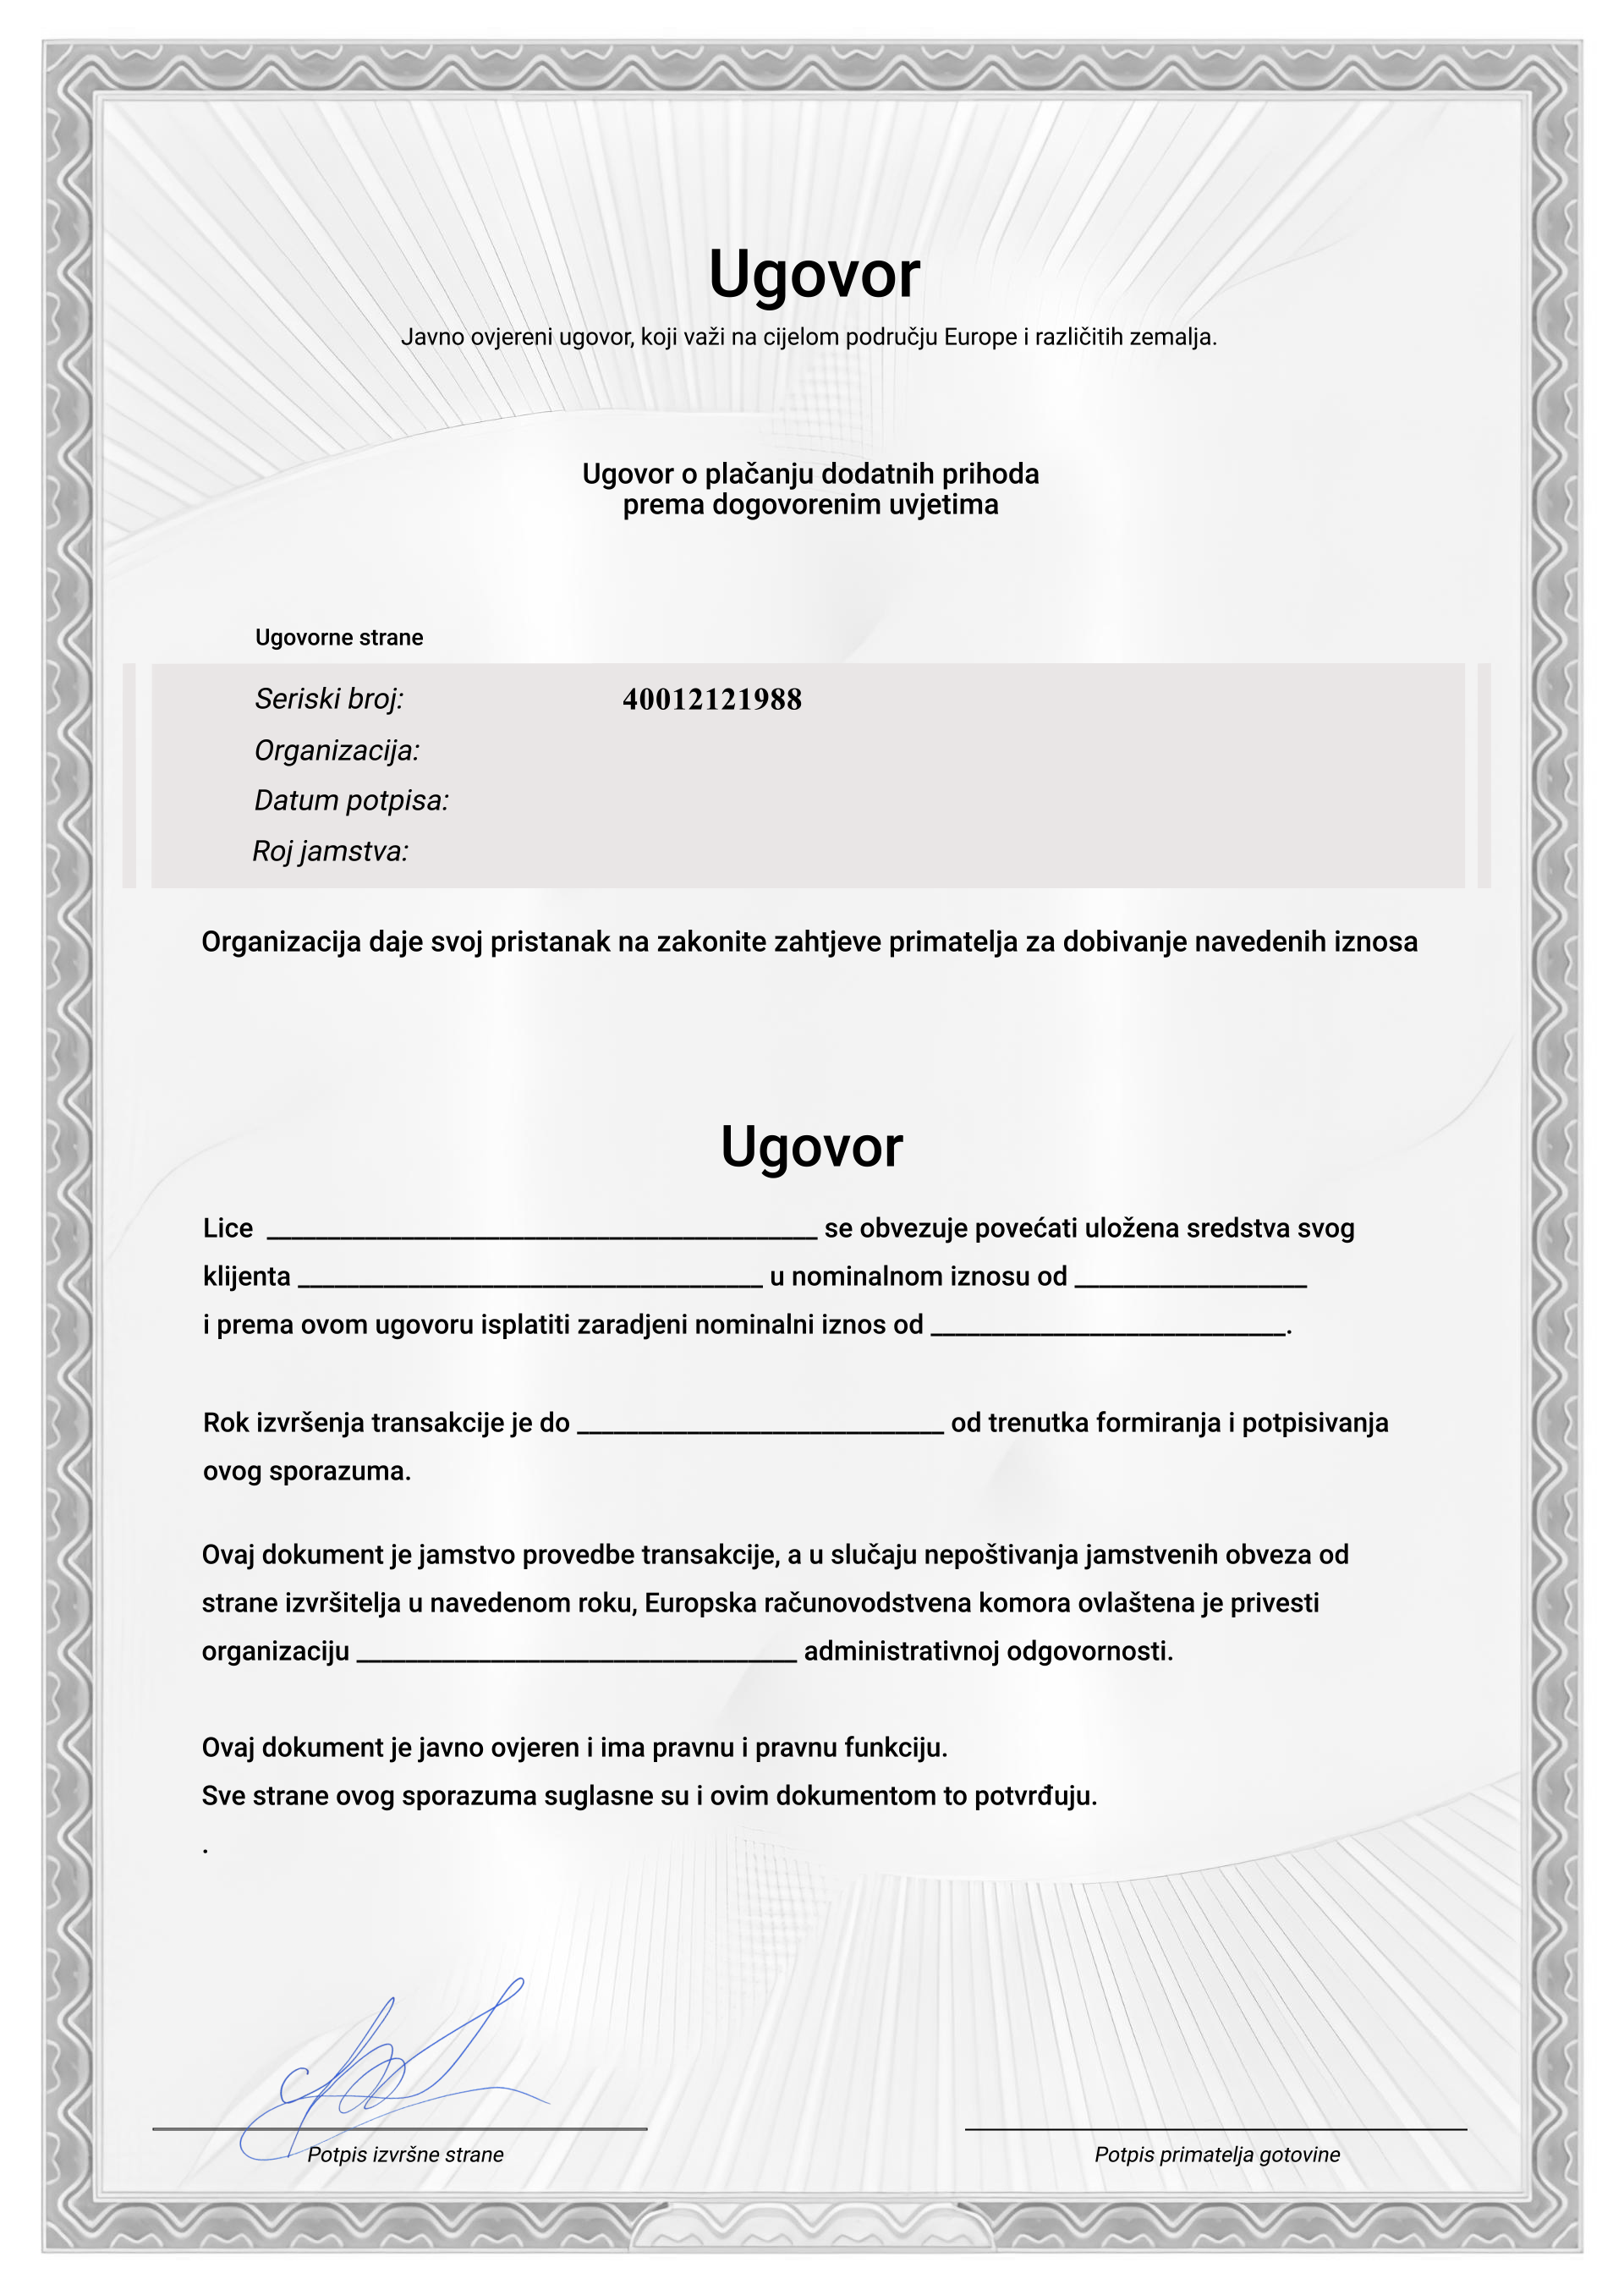 Ugovor
Javno ovjereni ugovor, koji važi na cijelom području Europe i različitih zemalja.
Ugovor o plačanju dodatnih prihoda
prema dogovorenim uvjetima
Ugovorne strane
Seriski broj: 40012121988
Organizacija:
Datum potpisa:
Roj jamstva:
Organizacija daje svoj pristanak na zakonite zahtjeve primatelja za dobivanje navedenih iznosa
Ugovor
Lice ______________________ se obvezuje povećati uložena sredstva svog
klijenta ______________________ u nominalnom iznosu od ______________
i prema ovom ugovoru isplatiti zaradjeni nominalni iznos od ______________________.
Rok izvršenja transakcije je do ______________________ od trenutka formiranja i potpisivanja
ovog sporazuma.
Ovaj dokument je jamstvo provedbe transakcije, a u slučaju nepoštivanja jamstvenih obveza od
strane izvršitelja u navedenom roku, Europska računovodstvena komora ovlaštena je privesti
organizaciju ______________________ administrativnoj odgovornosti.
Ovaj dokument je javno ovjeren i ima pravnu i pravnu funkciju.
Sve strane ovog sporazuma suglasne su i ovim dokumentom to potvrđuju.
.
Potpis izvršne strane
Potpis primatelja gotovine